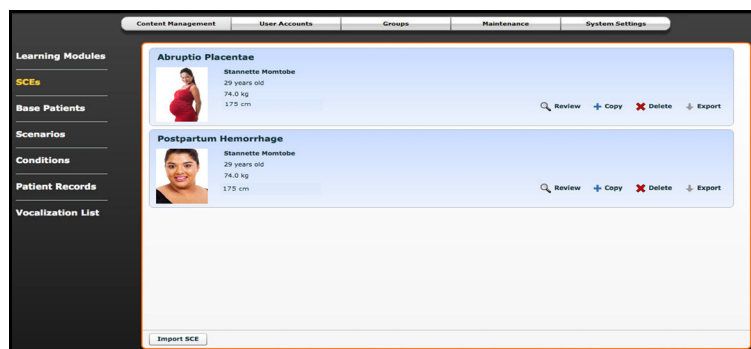 Content Management User Accounts Groups Maintenance System Settings
Learning Modules
SCEs
Base Patients
Scenarios
Conditions
Patient Records
Vocalization List
Abruptio Placentae
Stannette Momtobe
29 years old
74.0 kg
175 cm
Review Copy Delete Export
Postpartum Hemorrhage
Stannette Momtobe
29 years old
74.0 kg
175 cm
Review Copy Delete Export
Import SCE